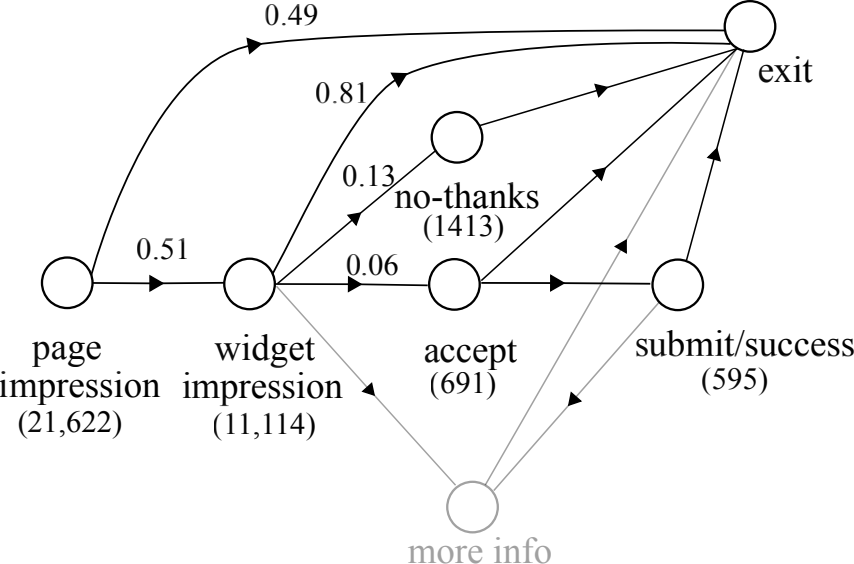 0.49
exit
0.81
0.13
no-thanks
(1413)
0.51
0.06
page
impression
(21,622)
widget
impression
(11,114)
accept
(691)
submit/success
(595)
more info